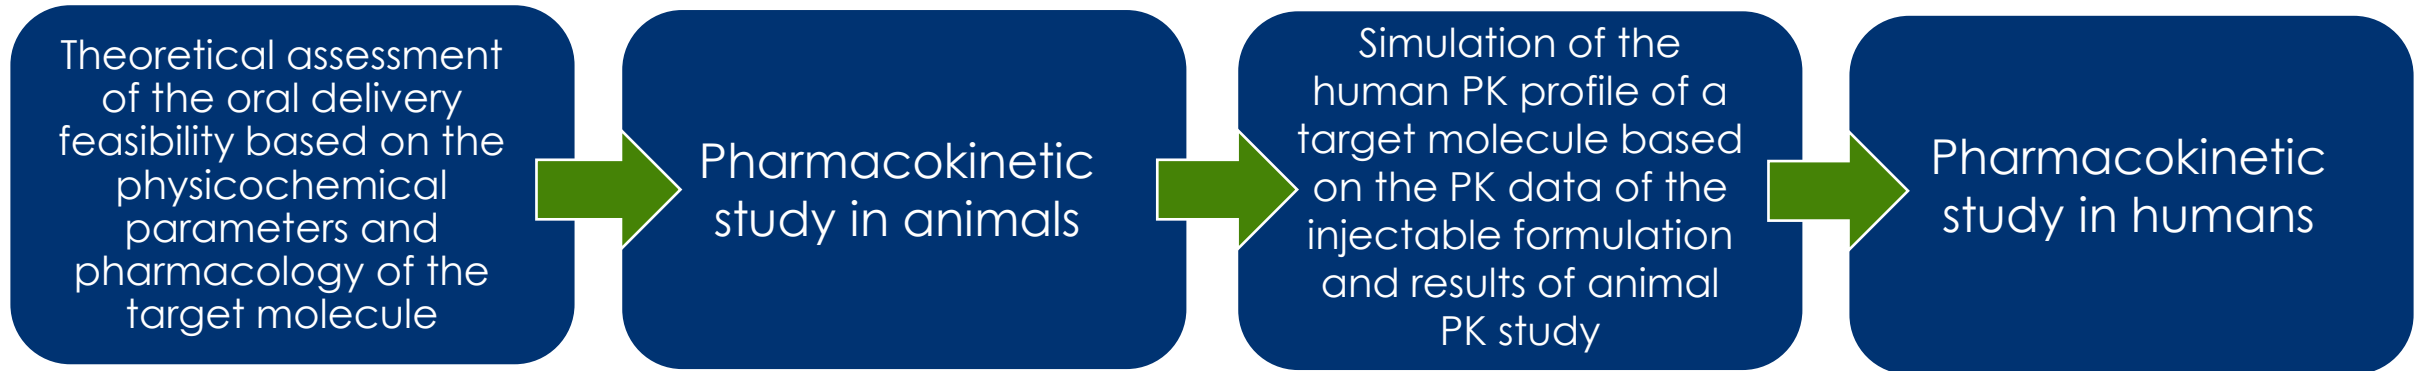 Theoretical assessment
of the oral delivery
feasibility based on the
physicochemical
parameters and
pharmacology of the
target molecule
Pharmacokinetic
study in animals
Simulation of the
human PK profile of a
target molecule based
on the PK data of the
injectable formulation
and results of animal
PK study
Pharmacokinetic
study in humans